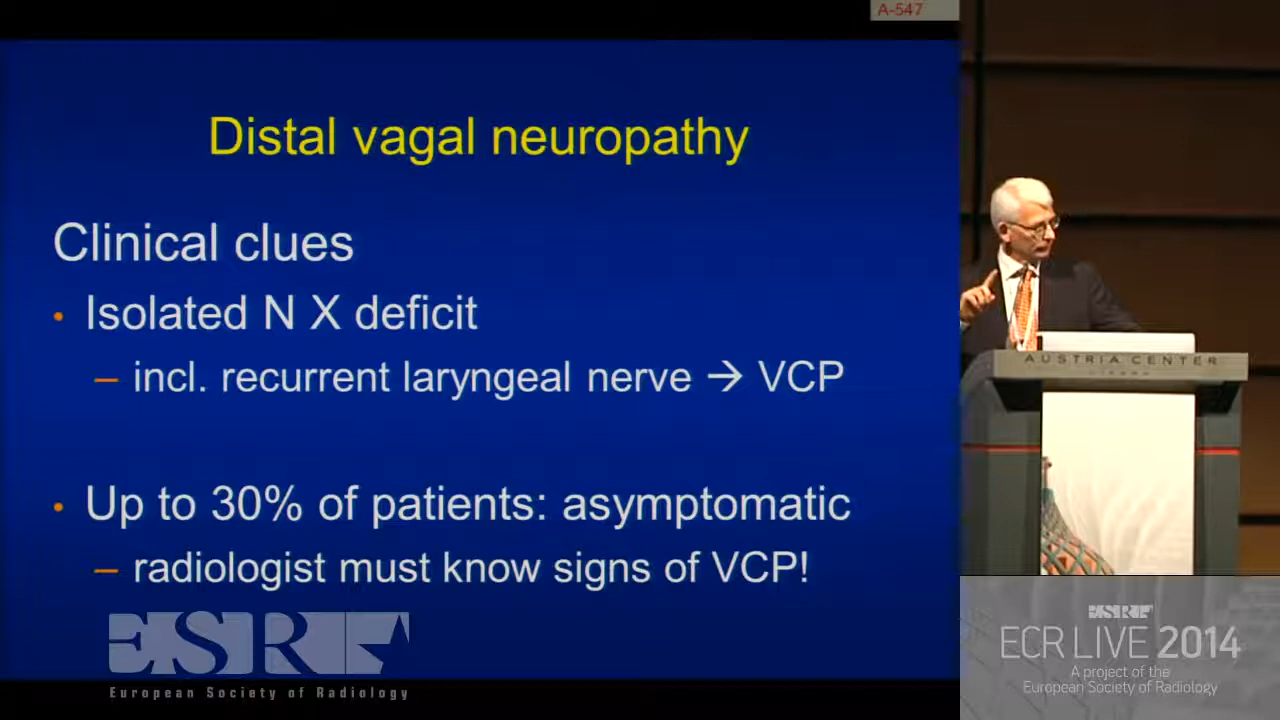 A-547
Distal vagal neuropathy
Clinical clues
• Isolated N X deficit
– incl. recurrent laryngeal nerve → VCP
• Up to 30% of patients: asymptomatic
– radiologist must know signs of VCP!
ESR
European Society of Radiology
AUSTRIA CENTER
ESR
ECR LIVE 2014
A project of the
European Society of Radiology